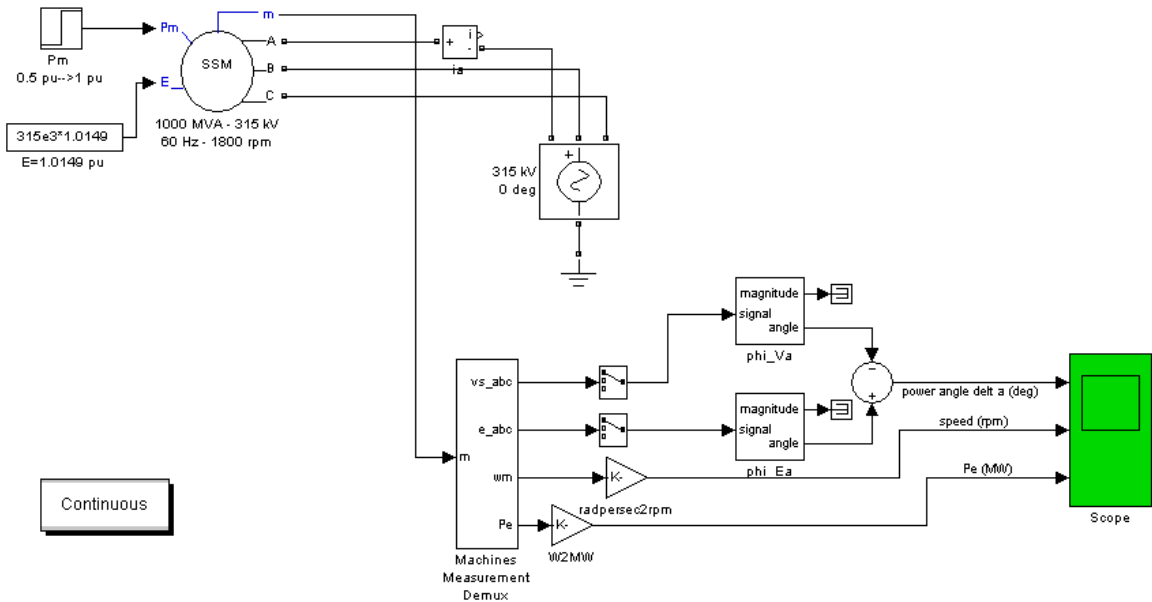 m
Pm
A
i
+
-
Pm
0.5 pu-->1 pu
SSM
ia
B
E
C
315e3*1.0149
E=1.0149 pu
1000 MVA - 315 kV
60 Hz - 1800 rpm
+
315 kV
0 deg
magnitude
signal
angle
phi_Va
vs_abc
-
+
power angle delt a (deg)
magnitude
signal
angle
phi_Ea
e_abc
speed (rpm)
m
wm
K-
radpersec2rpm
Pe (MW)
Pe
K-
W2MW
Scope
Continuous
Machines
Measurement
Demux